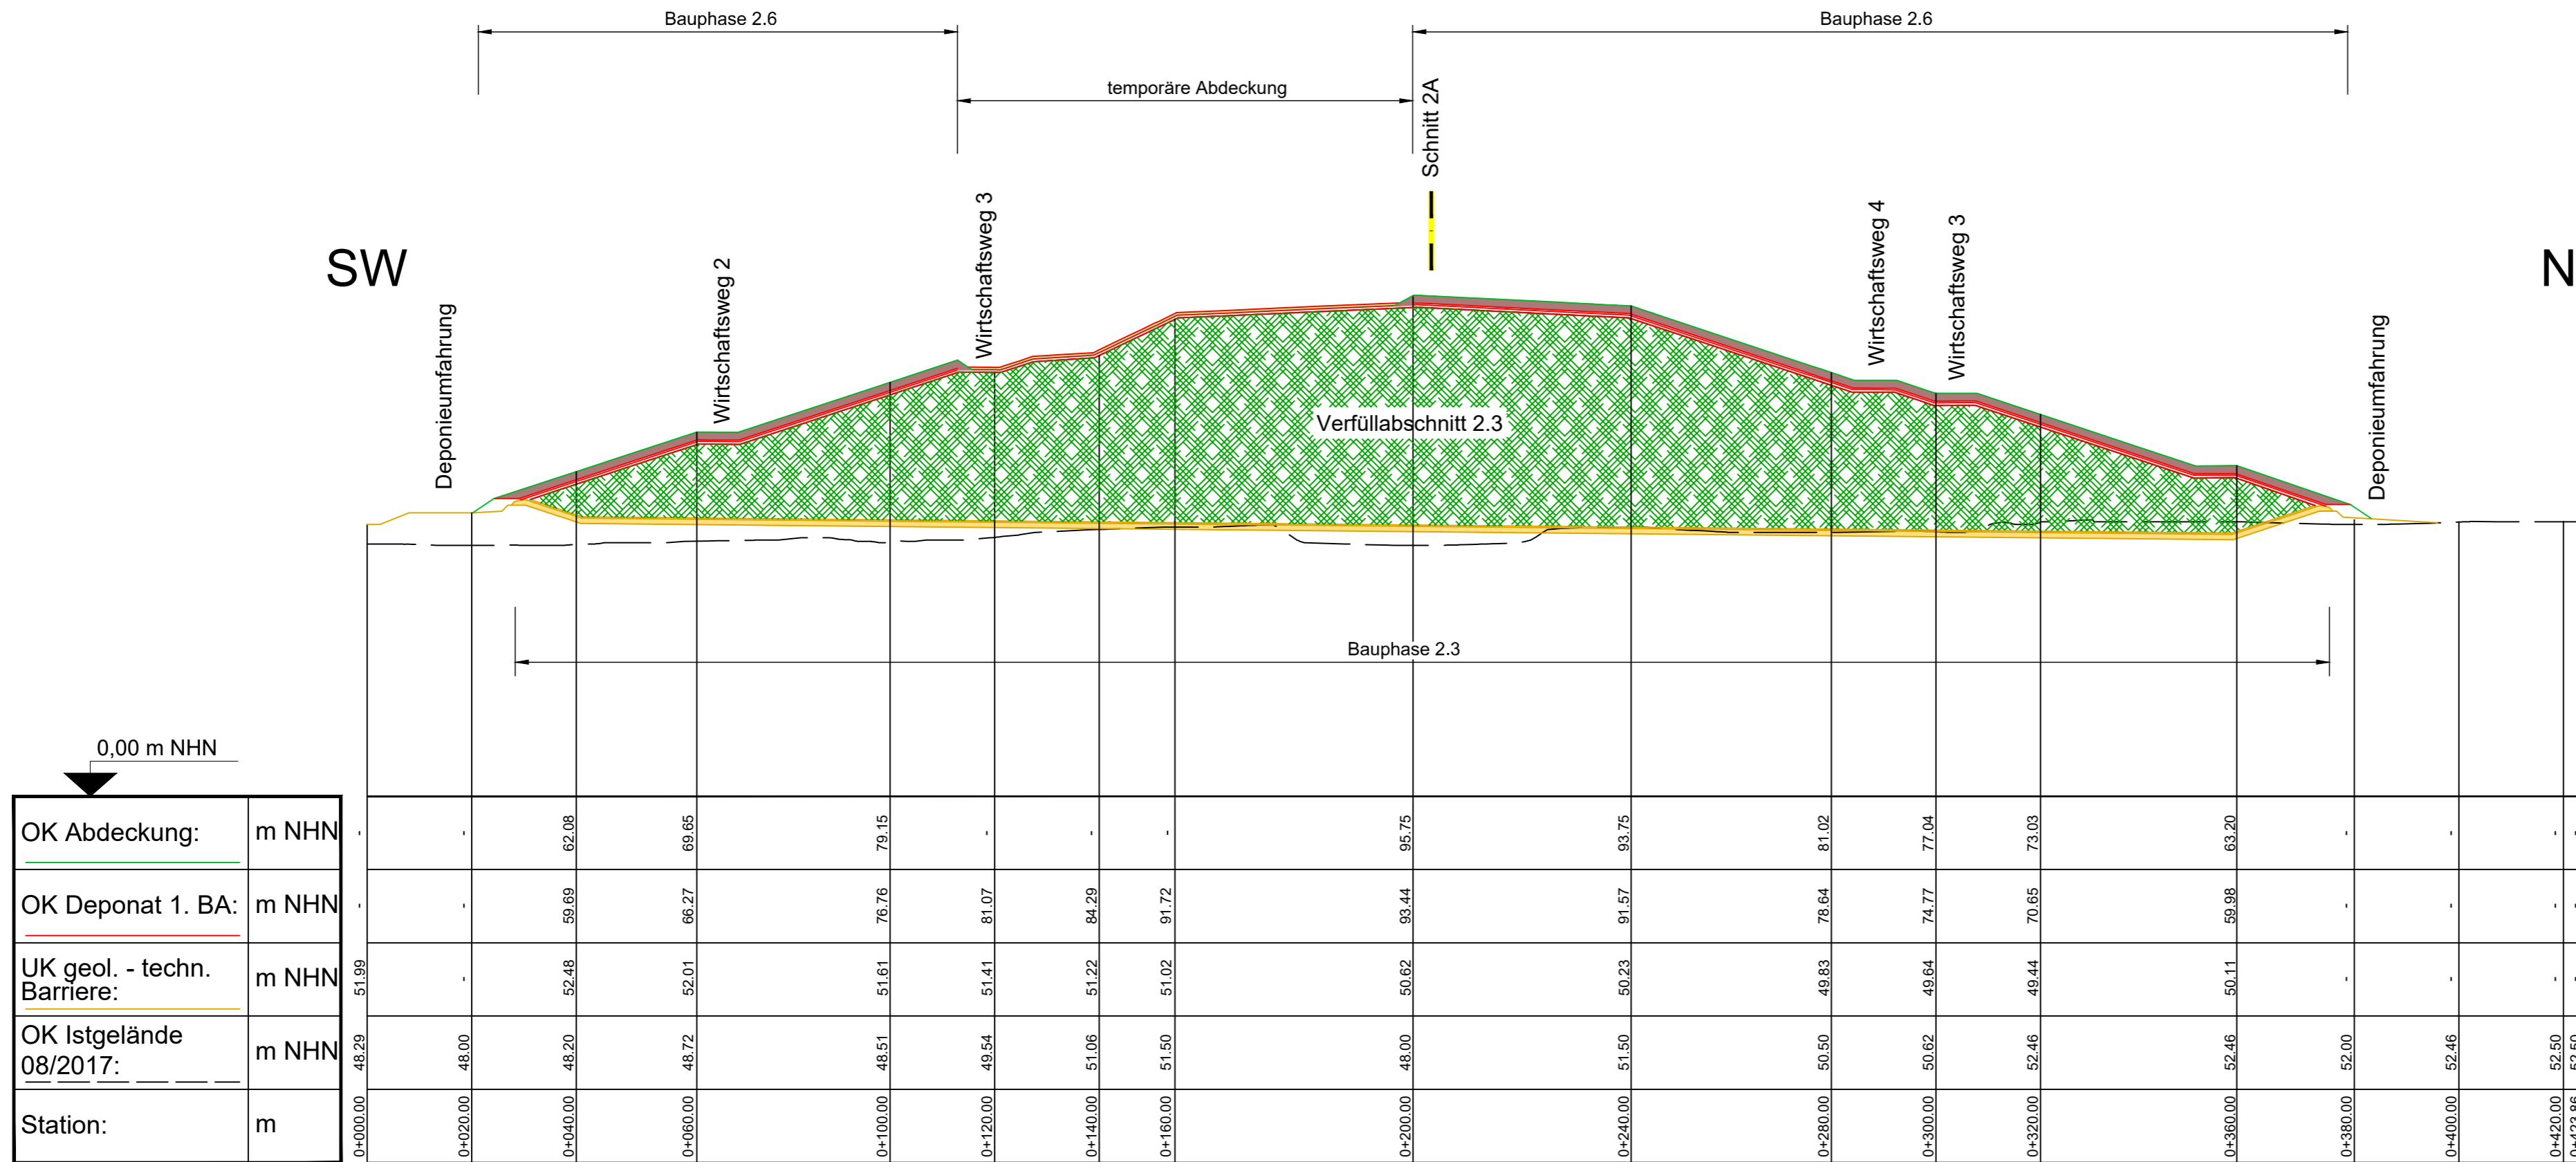 Bauphase 2.6
Bauphase 2.6
temporäre Abdeckung
Schnitt 2A
SW
N
Deponieumfahrung
Wirtschaftsweg 2
Wirtschaftsweg 3
Wirtschaftsweg 4
Wirtschaftsweg 3
Deponieumfahrung
Verfüllabschnitt 2.3
Bauphase 2.3
0,00 m NHN
OK Abdeckung: m NHN - - 62.08 69.65 79.15 - - - 95.75 93.75 81.02 77.04 73.03 63.20 - - - -
OK Deponat 1. BA: m NHN - - 59.69 66.27 76.76 81.07 84.29 91.72 93.44 91.57 78.64 74.77 70.65 59.98 - - - -
UK geol. - techn.
Barriere: m NHN 51.99 - 52.48 52.01 51.61 51.41 51.22 51.02 50.62 50.23 49.83 49.64 49.44 50.11 - - - -
OK Istgelände
08/2017: m NHN 48.29 48.00 48.20 48.72 48.51 49.54 51.06 51.50 48.00 51.50 50.50 50.62 52.46 52.46 52.00 52.46 52.50 52.50
Station: m 0+000.00 0+020.00 0+040.00 0+060.00 0+100.00 0+120.00 0+140.00 0+160.00 0+200.00 0+240.00 0+280.00 0+300.00 0+320.00 0+360.00 0+380.00 0+400.00 0+420.00 0+423.86